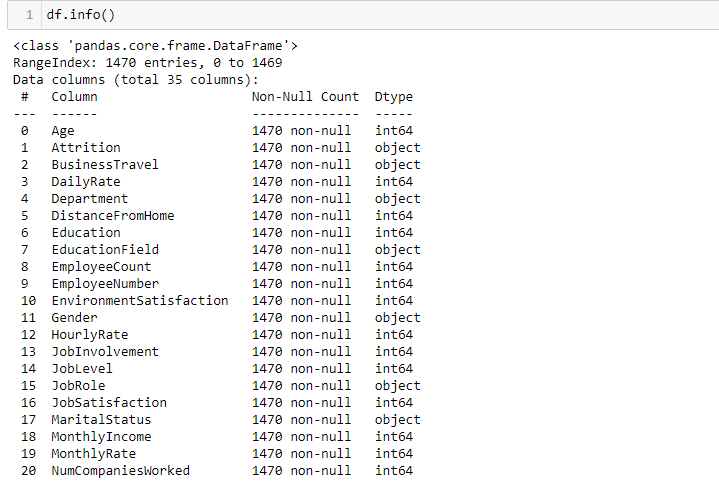 1 df.info()
<class 'pandas.core.frame.DataFrame'>
RangeIndex: 1470 entries, 0 to 1469
Data columns (total 35 columns):
 #   Column                    Non-Null Count  Dtype
---  ------                    --------------  -----
 0   Age                       1470 non-null   int64
 1   Attrition                 1470 non-null   object
 2   BusinessTravel            1470 non-null   object
 3   DailyRate                 1470 non-null   int64
 4   Department                1470 non-null   object
 5   DistanceFromHome          1470 non-null   int64
 6   Education                 1470 non-null   int64
 7   EducationField            1470 non-null   object
 8   EmployeeCount             1470 non-null   int64
 9   EmployeeNumber            1470 non-null   int64
 10  EnvironmentSatisfaction   1470 non-null   int64
 11  Gender                    1470 non-null   object
 12  HourlyRate                1470 non-null   int64
 13  JobInvolvement            1470 non-null   int64
 14  JobLevel                  1470 non-null   int64
 15  JobRole                   1470 non-null   object
 16  JobSatisfaction           1470 non-null   int64
 17  MaritalStatus             1470 non-null   object
 18  MonthlyIncome             1470 non-null   int64
 19  MonthlyRate               1470 non-null   int64
 20  NumCompaniesWorked        1470 non-null   int64